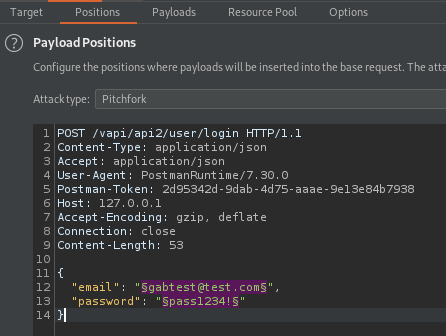 Target Positions Payloads Resource Pool Options
? Payload Positions
Configure the positions where payloads will be inserted into the base request. The atta
Attack type: Pitchfork
1 POST /vapi/api2/user/login HTTP/1.1
2 Content-Type: application/json
3 Accept: application/json
4 User-Agent: PostmanRuntime/7.30.0
5 Postman-Token: 2d95342d-9dab-4d75-aaae-9e13e84b7938
6 Host: 127.0.0.1
7 Accept-Encoding: gzip, deflate
8 Connection: close
9 Content-Length: 53
10
11 {
12 "email": "§gabtest@test.com§",
13 "password": "§pass1234!§"
14 }